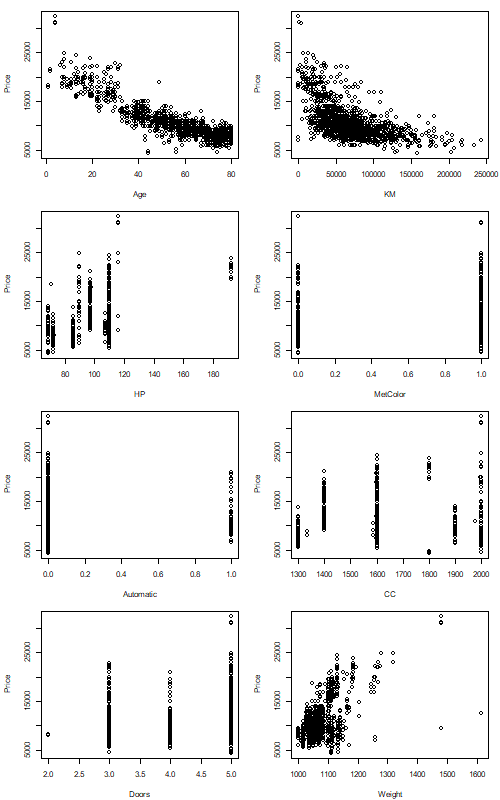 Price
5000 15000 25000
0 20 40 60 80
Age
Price
5000 15000 25000
0 50000 100000 150000 200000 250000
KM
Price
5000 15000 25000
80 100 120 140 160 180
HP
Price
5000 15000 25000
0.0 0.2 0.4 0.6 0.8 1.0
MetColor
Price
5000 15000 25000
0.0 0.2 0.4 0.6 0.8 1.0
Automatic
Price
5000 15000 25000
1300 1400 1500 1600 1700 1800 1900 2000
CC
Price
5000 15000 25000
2.0 2.5 3.0 3.5 4.0 4.5 5.0
Doors
Price
5000 15000 25000
1000 1100 1200 1300 1400 1500 1600
Weight